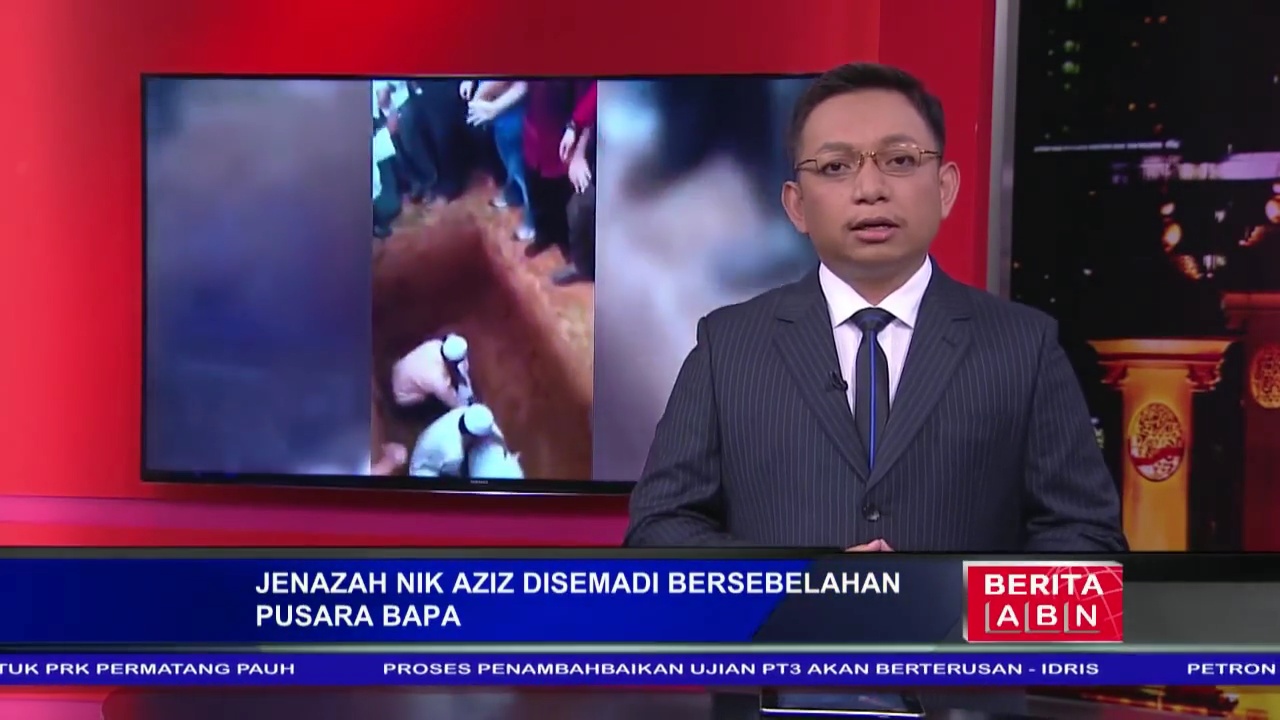 JENAZAH NIK AZIZ DISEMADI BERSEBELAHAN
PUSARA BAPA
BERITA
ABN
TUK PRK PERMATANG PAUH PROSES PENAMBAHBAIKAN UJIAN PT3 AKAN BERTERUSAN - IDRIS PETRON